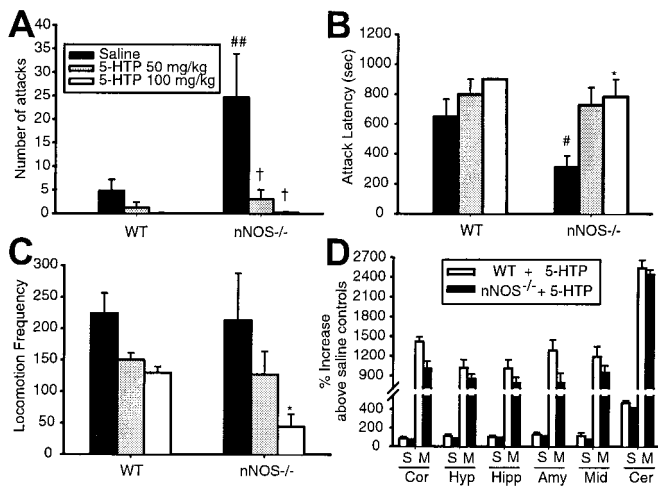 A
Number of attacks
40
35
30
25
20
15
10
5
0
Saline
5-HTP 50 mg/kg
5-HTP 100 mg/kg
##
†
†
WT
nNOS-/-
B
Attack Latency (sec)
1200
1000
800
600
400
200
0
#
*
WT
nNOS-/-
C
Locomotion Frequency
300
250
200
150
100
50
0
*
WT
nNOS-/-
D
% Increase
above saline controls
2700
2400
2100
1800
1500
1200
900
400
200
0
WT + 5-HTP
nNOS-/- + 5-HTP
S M S M S M S M S M S M
Cor Hyp Hipp Amy Mid Cer